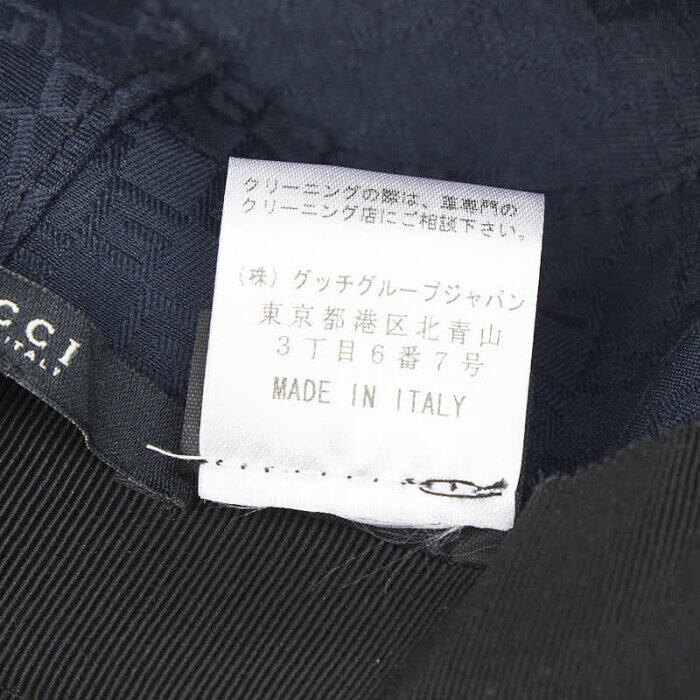 クリーニングの際は、革専門の
クリーニング店にご相談下さい。
(株) グッチグループジャパン
東京都港区北青山
3丁目6番7号
MADE IN ITALY
CCI
ITALY